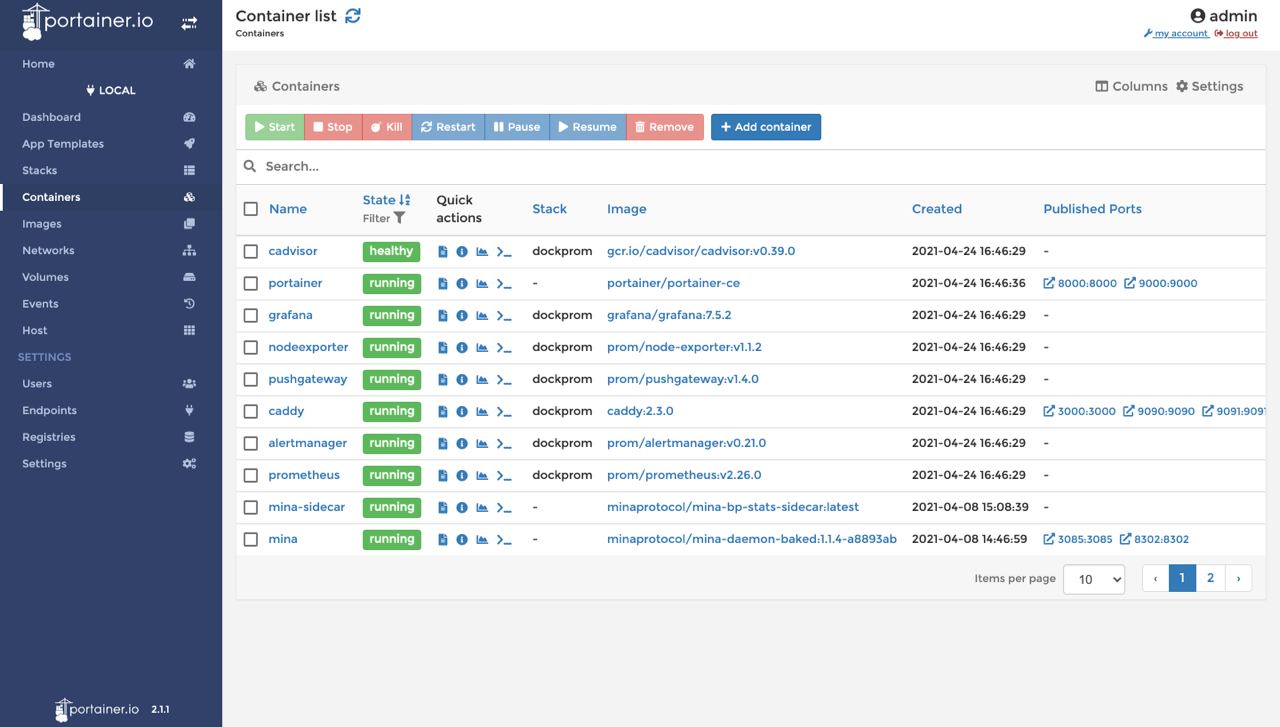 portainer.io
Container list
Containers
admin
my account log out
Home
LOCAL
Dashboard
App Templates
Stacks
Containers
Images
Networks
Volumes
Events
Host
SETTINGS
Users
Endpoints
Registries
Settings
portainer.io 2.1.1
Containers
Columns Settings
Start Stop Kill Restart Pause Resume Remove + Add container
Search...
Name State Filter Quick actions Stack Image Created Published Ports
cadvisor healthy dockprom gcr.io/cadvisor/cadvisor:v0.39.0 2021-04-24 16:46:29 -
portainer running - portainer/portainer-ce 2021-04-24 16:46:36 8000:8000 9000:9000
grafana running dockprom grafana/grafana:7.5.2 2021-04-24 16:46:29 -
nodeexporter running dockprom prom/node-exporter:v1.1.2 2021-04-24 16:46:29 -
pushgateway running dockprom prom/pushgateway:v1.4.0 2021-04-24 16:46:29 -
caddy running dockprom caddy:2.3.0 2021-04-24 16:46:29 3000:3000 9090:9090 9091:9091
alertmanager running dockprom prom/alertmanager:v0.21.0 2021-04-24 16:46:29 -
prometheus running dockprom prom/prometheus:v2.26.0 2021-04-24 16:46:29 -
mina-sidecar running - minaprotocol/mina-bp-stats-sidecar:latest 2021-04-08 15:08:39 -
mina running - minaprotocol/mina-daemon-baked:1.1.4-a8893ab 2021-04-08 14:46:59 3085:3085 8302:8302
Items per page 10 ‹ 1 2 ›